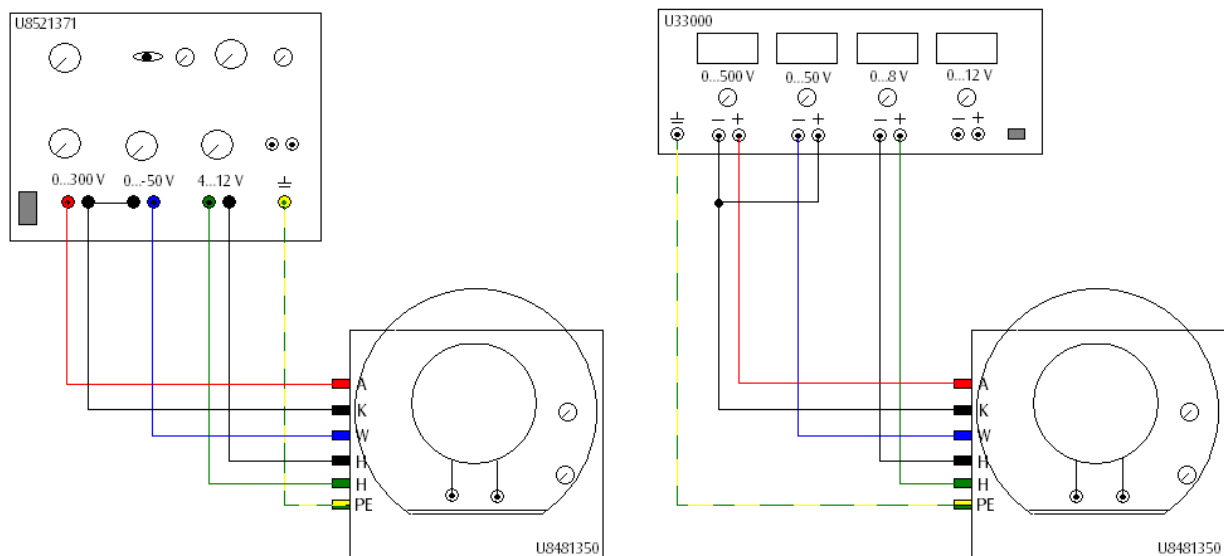 U8521371
0...300 V 0...-50 V 4...12 V
A
K
W
H
H
PE
U8481350
U33000
0...500 V 0...50 V 0...8 V 0...12 V
− + − + − + − +
A
K
W
H
H
PE
U8481350